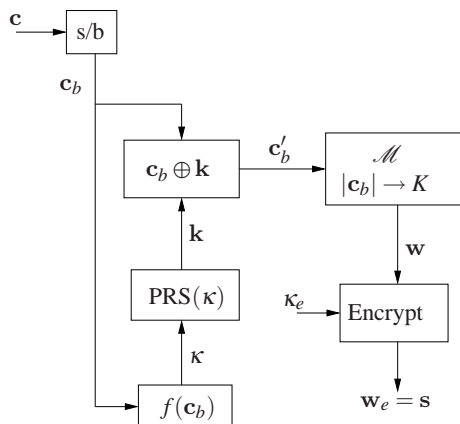 c
s/b
c_b
c_b ⊕ k
c′_b
ℳ
|c_b| → K
k
w
PRS(κ)
κ_e
Encrypt
κ
f(c_b)
w_e = s